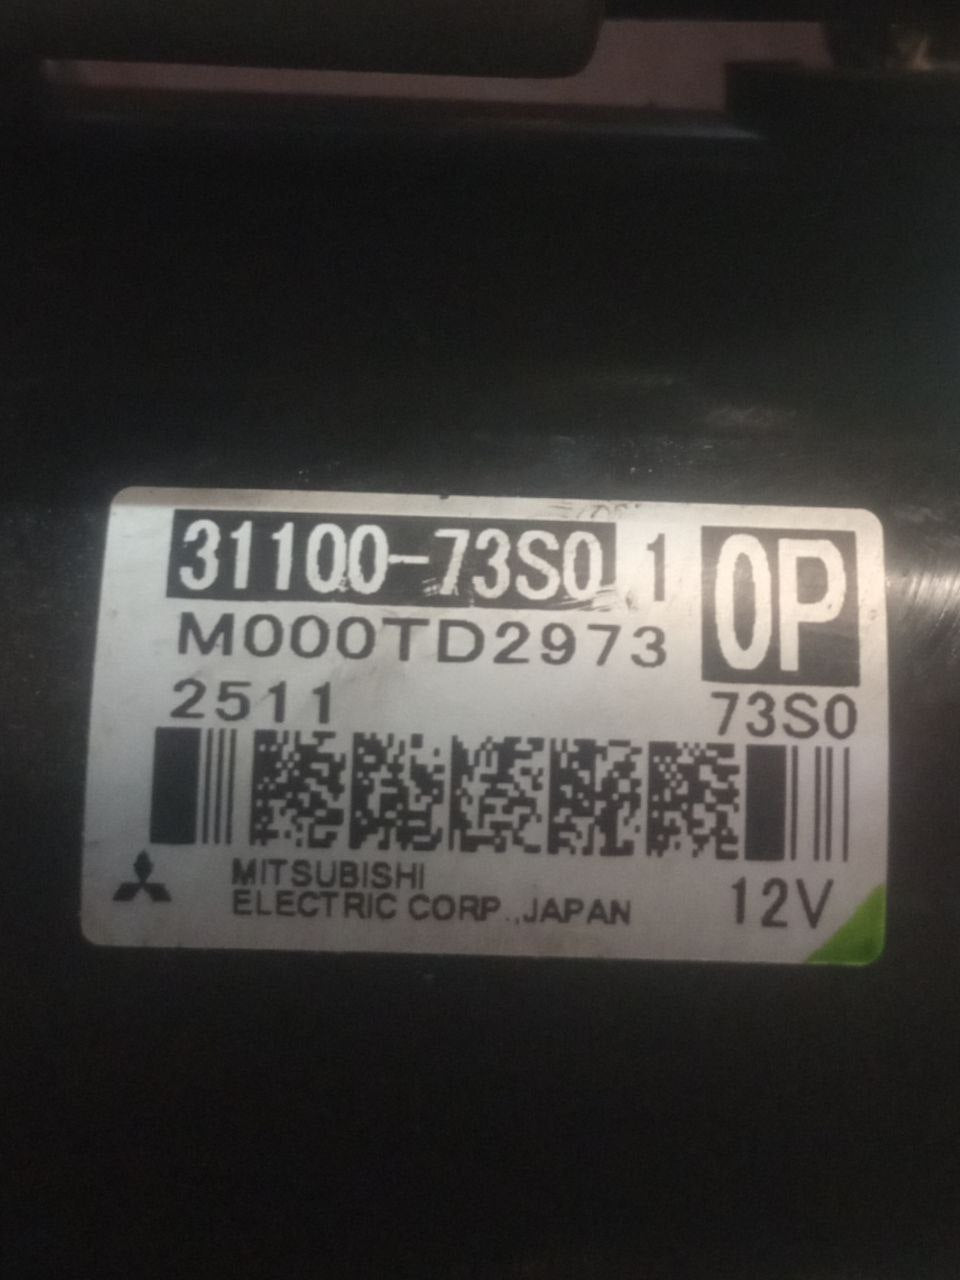 31100-73S0 1 0P
M000TD2973
2511 73S0
MITSUBISHI
ELECTRIC CORP.,JAPAN 12V